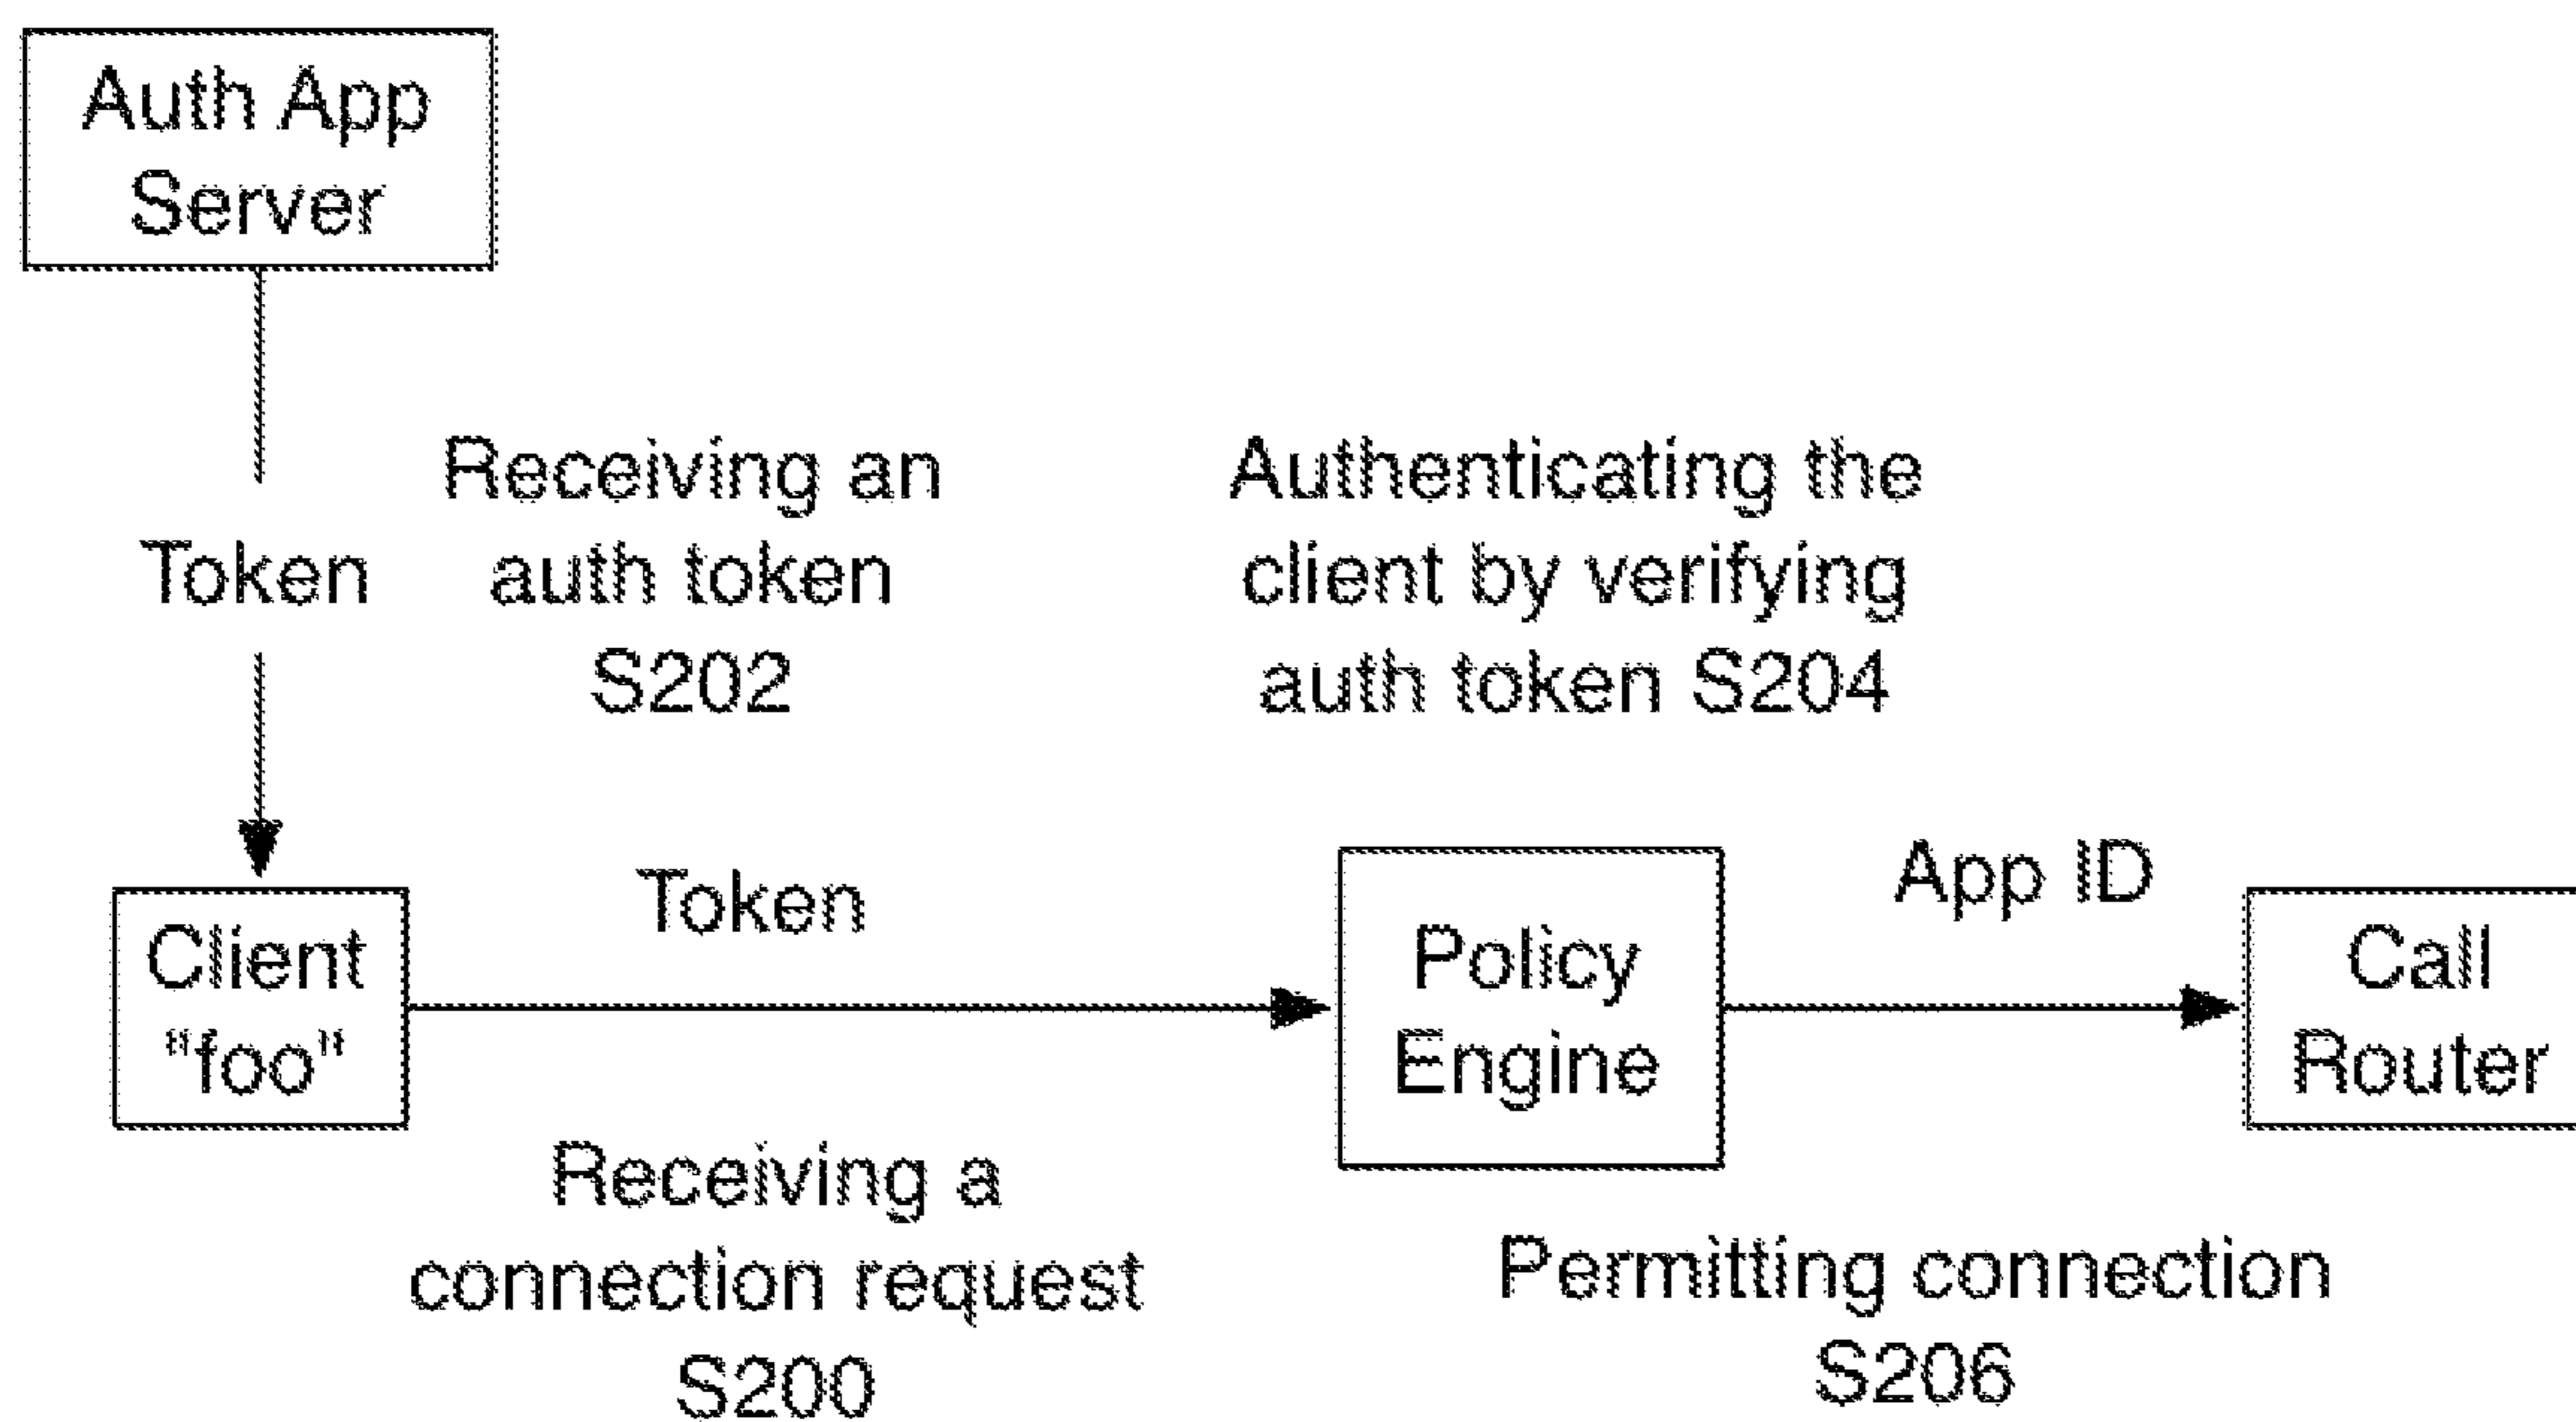 Auth App
Server
Token
Receiving an
auth token
S202
Authenticating the
client by verifying
auth token S204
Client
"foo"
Token
Policy
Engine
App ID
Call
Router
Receiving a
connection request
S200
Permitting connection
S206